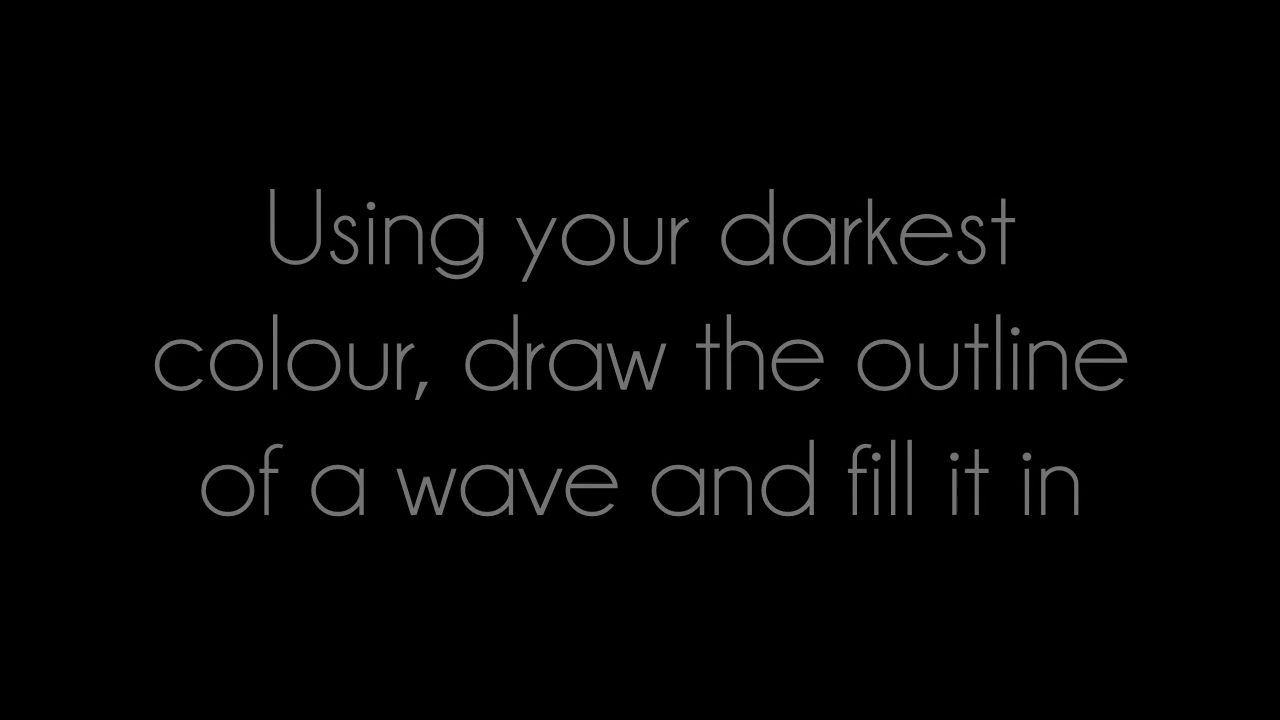 Using your darkest
colour, draw the outline
of a wave and fill it in